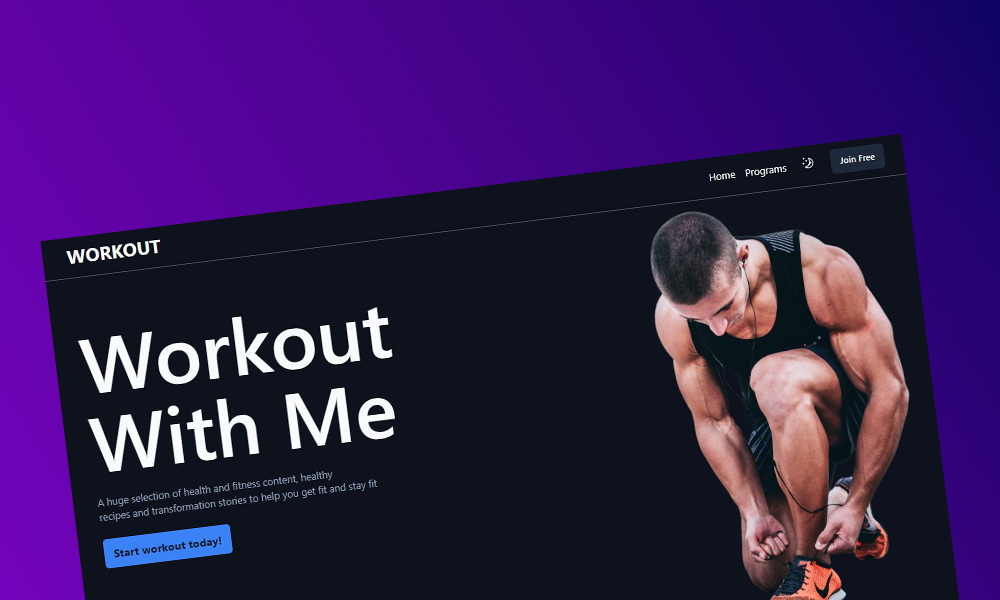 WORKOUT
Home Programs Join Free
Workout
With Me
A huge selection of health and fitness content, healthy
recipes and transformation stories to help you get fit and stay fit
Start workout today!